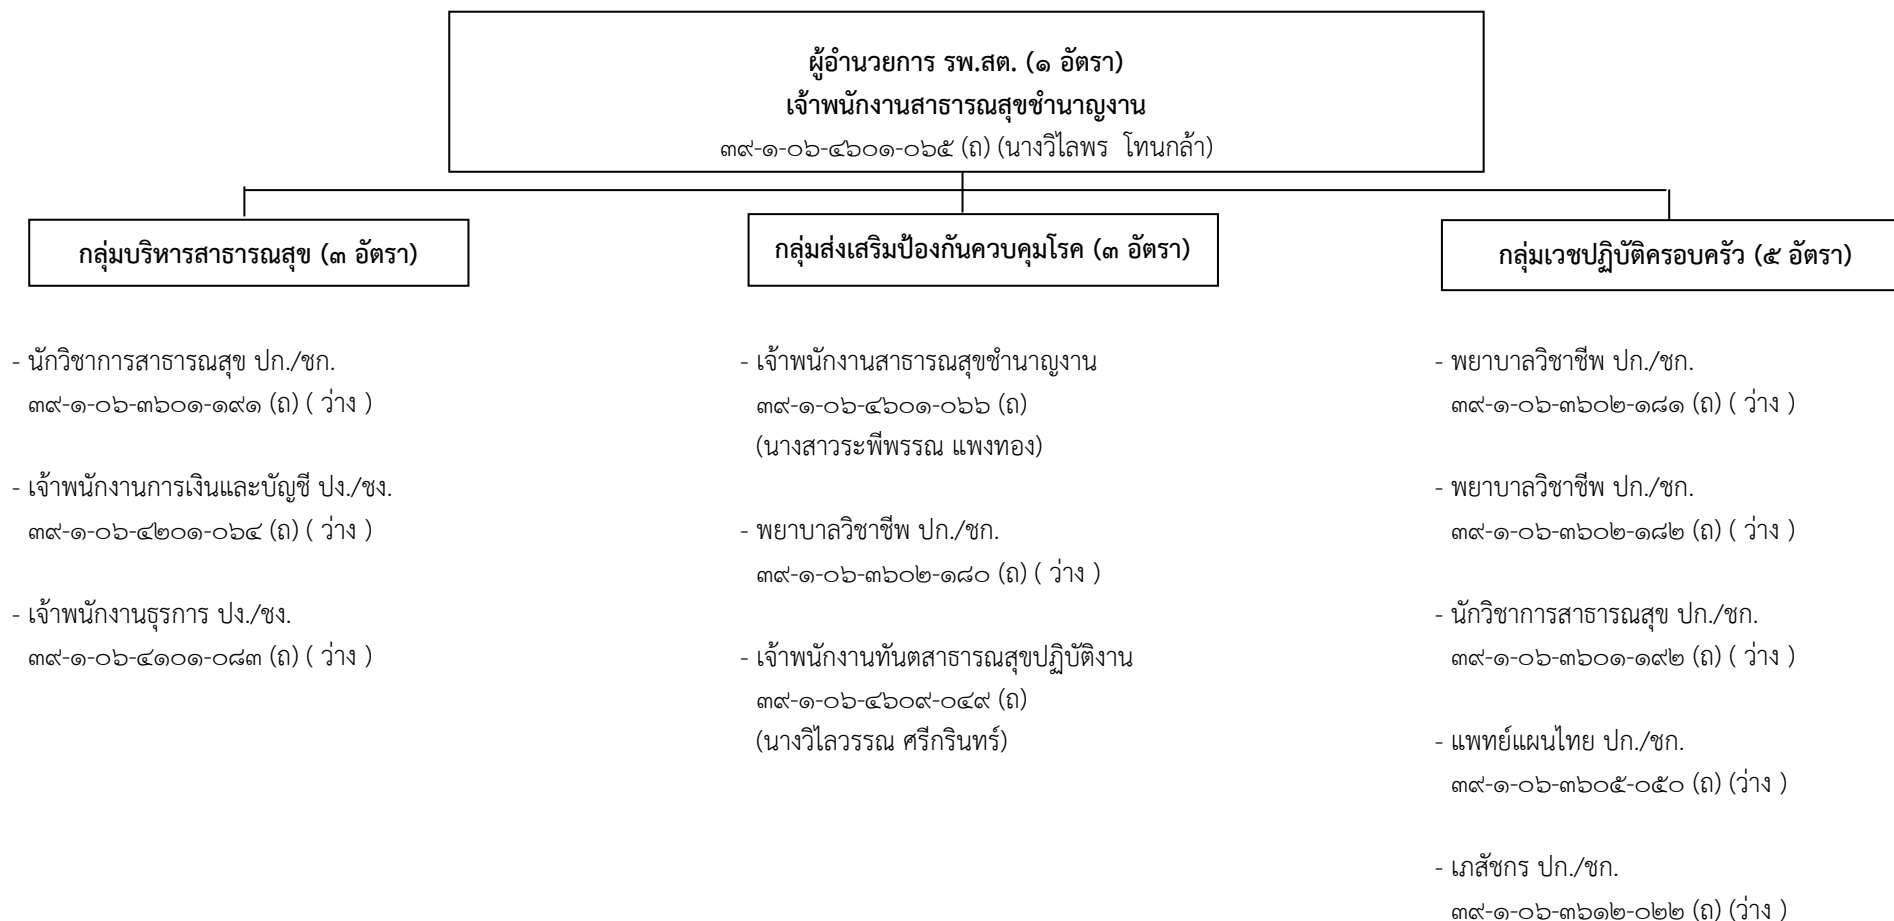 ผู้อำนวยการ รพ.สต. (๑ อัตรา)
เจ้าพนักงานสาธารณสุขชำนาญงาน
๓๙-๑-๐๖-๔๖๐๑-๐๖๕ (ถ) (นางวิไลพร โทนกล้า)
กลุ่มบริหารสาธารณสุข (๓ อัตรา)
- นักวิชาการสาธารณสุข ปก./ชก.
๓๙-๑-๐๖-๓๖๐๑-๑๙๑ (ถ) ( ว่าง )
- เจ้าพนักงานการเงินและบัญชี ปง./ชง.
๓๙-๑-๐๖-๔๒๐๑-๐๖๔ (ถ) ( ว่าง )
- เจ้าพนักงานธุรการ ปง./ชง.
๓๙-๑-๐๖-๔๑๐๑-๐๘๓ (ถ) ( ว่าง )
กลุ่มส่งเสริมป้องกันควบคุมโรค (๓ อัตรา)
- เจ้าพนักงานสาธารณสุขชำนาญงาน
๓๙-๑-๐๖-๔๖๐๑-๐๖๖ (ถ)
(นางสาวระพีพรรณ แพงทอง)
- พยาบาลวิชาชีพ ปก./ชก.
๓๙-๑-๐๖-๓๖๐๒-๑๘๐ (ถ) ( ว่าง )
- เจ้าพนักงานทันตสาธารณสุขปฏิบัติงาน
๓๙-๑-๐๖-๔๖๐๙-๐๔๙ (ถ)
(นางวิไลวรรณ ศรีกรินทร์)
กลุ่มเวชปฏิบัติครอบครัว (๕ อัตรา)
- พยาบาลวิชาชีพ ปก./ชก.
๓๙-๑-๐๖-๓๖๐๒-๑๘๑ (ถ) ( ว่าง )
- พยาบาลวิชาชีพ ปก./ชก.
๓๙-๑-๐๖-๓๖๐๒-๑๘๒ (ถ) ( ว่าง )
- นักวิชาการสาธารณสุข ปก./ชก.
๓๙-๑-๐๖-๓๖๐๑-๑๙๒ (ถ) ( ว่าง )
- แพทย์แผนไทย ปก./ชก.
๓๙-๑-๐๖-๓๖๐๕-๐๕๐ (ถ) (ว่าง )
- เภสัชกร ปก./ชก.
๓๙-๑-๐๖-๓๖๑๒-๐๒๒ (ถ) (ว่าง )